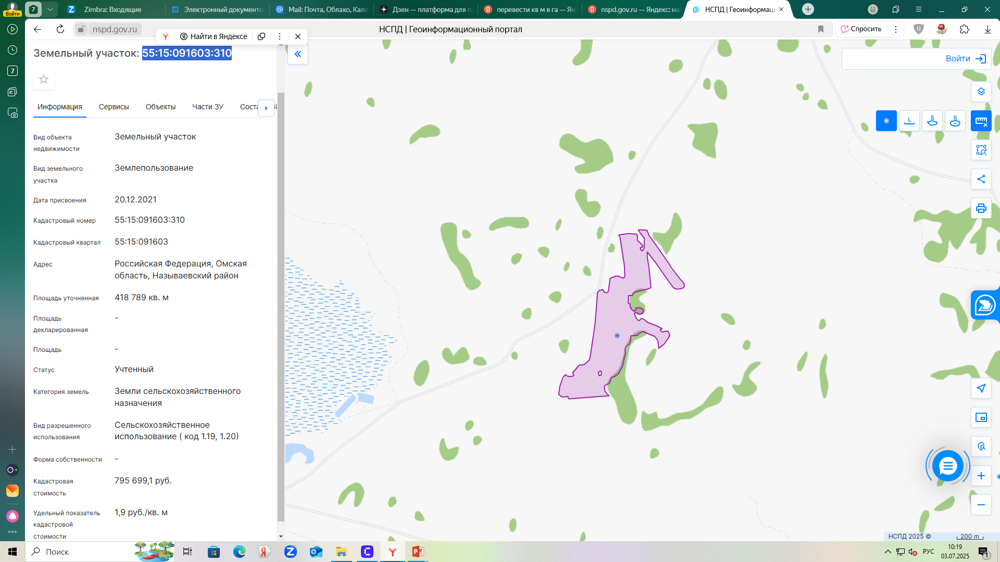 Войти
7
Zimbra: Входящие
Электронный документо
Mail: Почта, Облако, Кале
Дзен — платформа для п
перевести кв м в га — Ян
nspd.gov.ru — Яндекс: на
НСПД | Геоинформаци
nspd.gov.ru
НСПД | Геоинформационный портал
Спросить
Найти в Яндексе
7
Земельный участок: 55:15:091603:310
Войти
Информация
Сервисы
Объекты
Части ЗУ
Соста
L
S
S
Вид объекта недвижимости
Земельный участок
Вид земельного участка
Землепользование
Дата присвоения
20.12.2021
Кадастровый номер
55:15:091603:310
Кадастровый квартал
55:15:091603
Адрес
Российская Федерация, Омская
область, Называевский район
Площадь уточненная
418 789 кв. м
Площадь декларированная
-
Площадь
-
Статус
Учтенный
Категория земель
Земли сельскохозяйственного
назначения
Вид разрешенного использования
Сельскохозяйственное
использование ( код 1.19, 1.20)
Форма собственности
-
Кадастровая стоимость
795 699,1 руб.
Удельный показатель кадастровой стоимости
1,9 руб./кв. м
НСПД 2025 ©
200 m
Поиск
РУС
10:19
03.07.2025
1